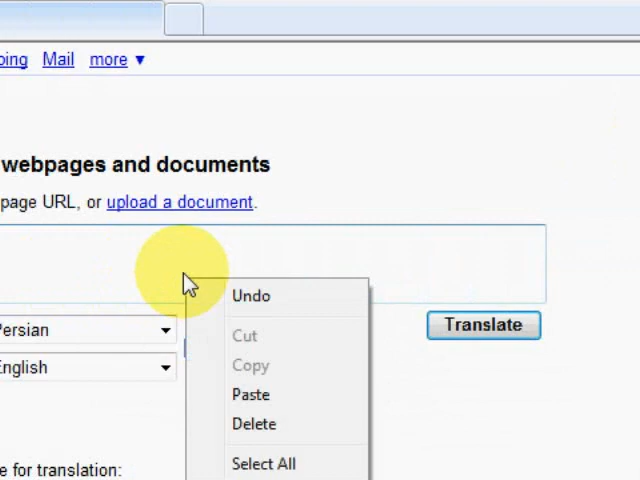 Mail more ▼
webpages and documents
page URL, or upload a document.
Undo
Translate
Persian
Cut
English
Copy
Paste
Delete
Select All
for translation: